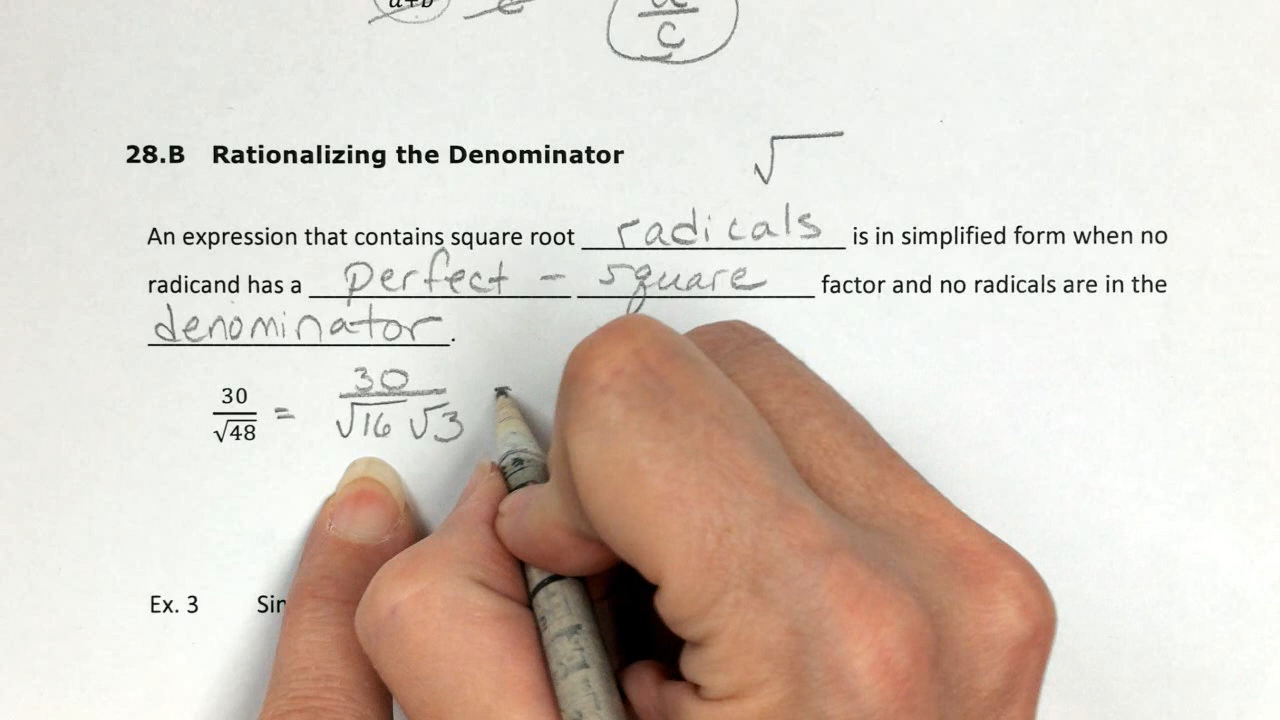 a
c
28.B Rationalizing the Denominator √
An expression that contains square root radicals is in simplified form when no
radicand has a perfect - square factor and no radicals are in the
denominator.
30/√48 = 30/√16 √3
Ex. 3